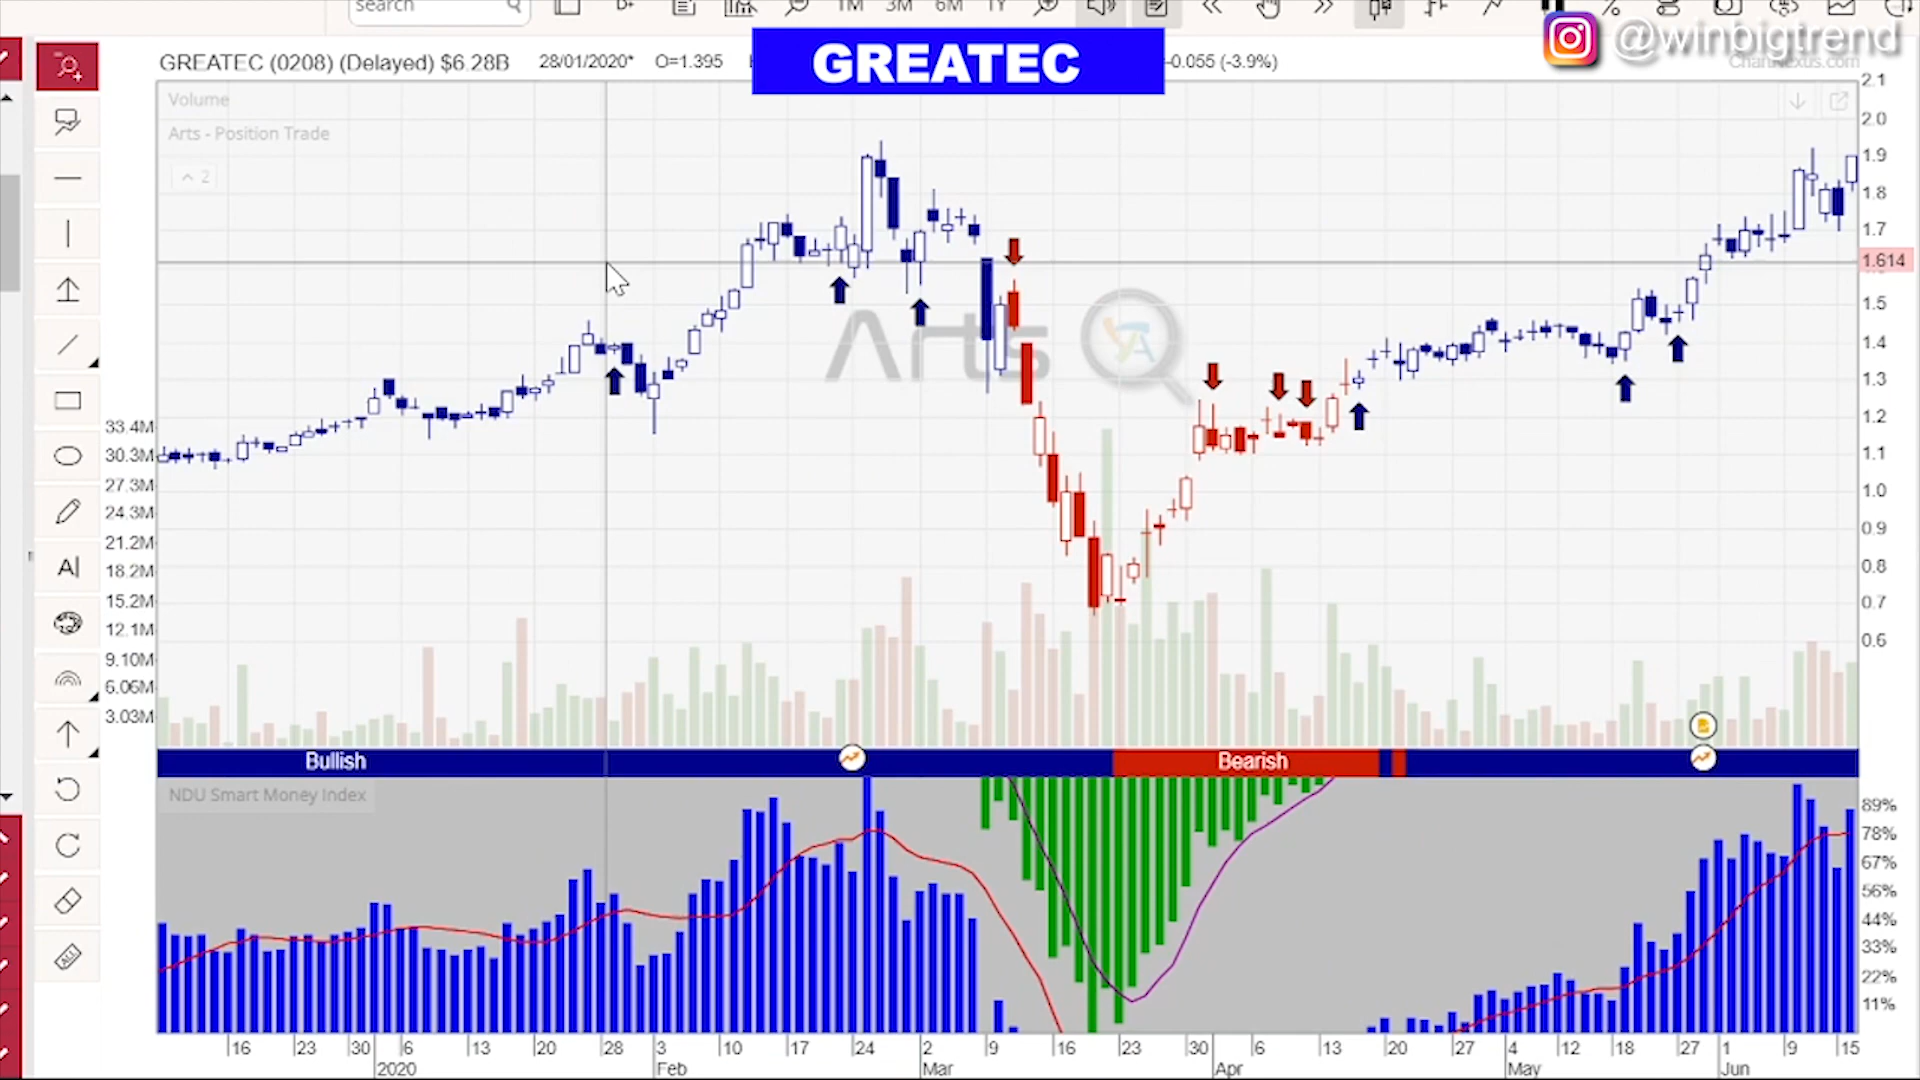 search
D+
1M 3M 6M 1Y
%
@winbigtrend
ChartNexus.com
GREATEC (0208) (Delayed) $6.28B 28/01/2020* O=1.395
GREATEC
-0.055 (-3.9%)
Volume
Arts - Position Trade
2
Arts
A|
ALL
2.1
2.0
1.9
1.8
1.7
1.614
1.5
1.4
1.3
1.2
1.1
1.0
0.9
0.8
0.7
0.6
33.4M
30.3M
27.3M
24.3M
21.2M
18.2M
15.2M
12.1M
9.10M
6.06M
3.03M
Bullish
Bearish
NDU Smart Money Index
89%
78%
67%
56%
44%
33%
22%
11%
16 23 30 6 13 20 28 3 10 17 24 2 9 16 23 30 6 13 20 27 4 12 18 27 1 9 15
2020 Feb Mar Apr May Jun